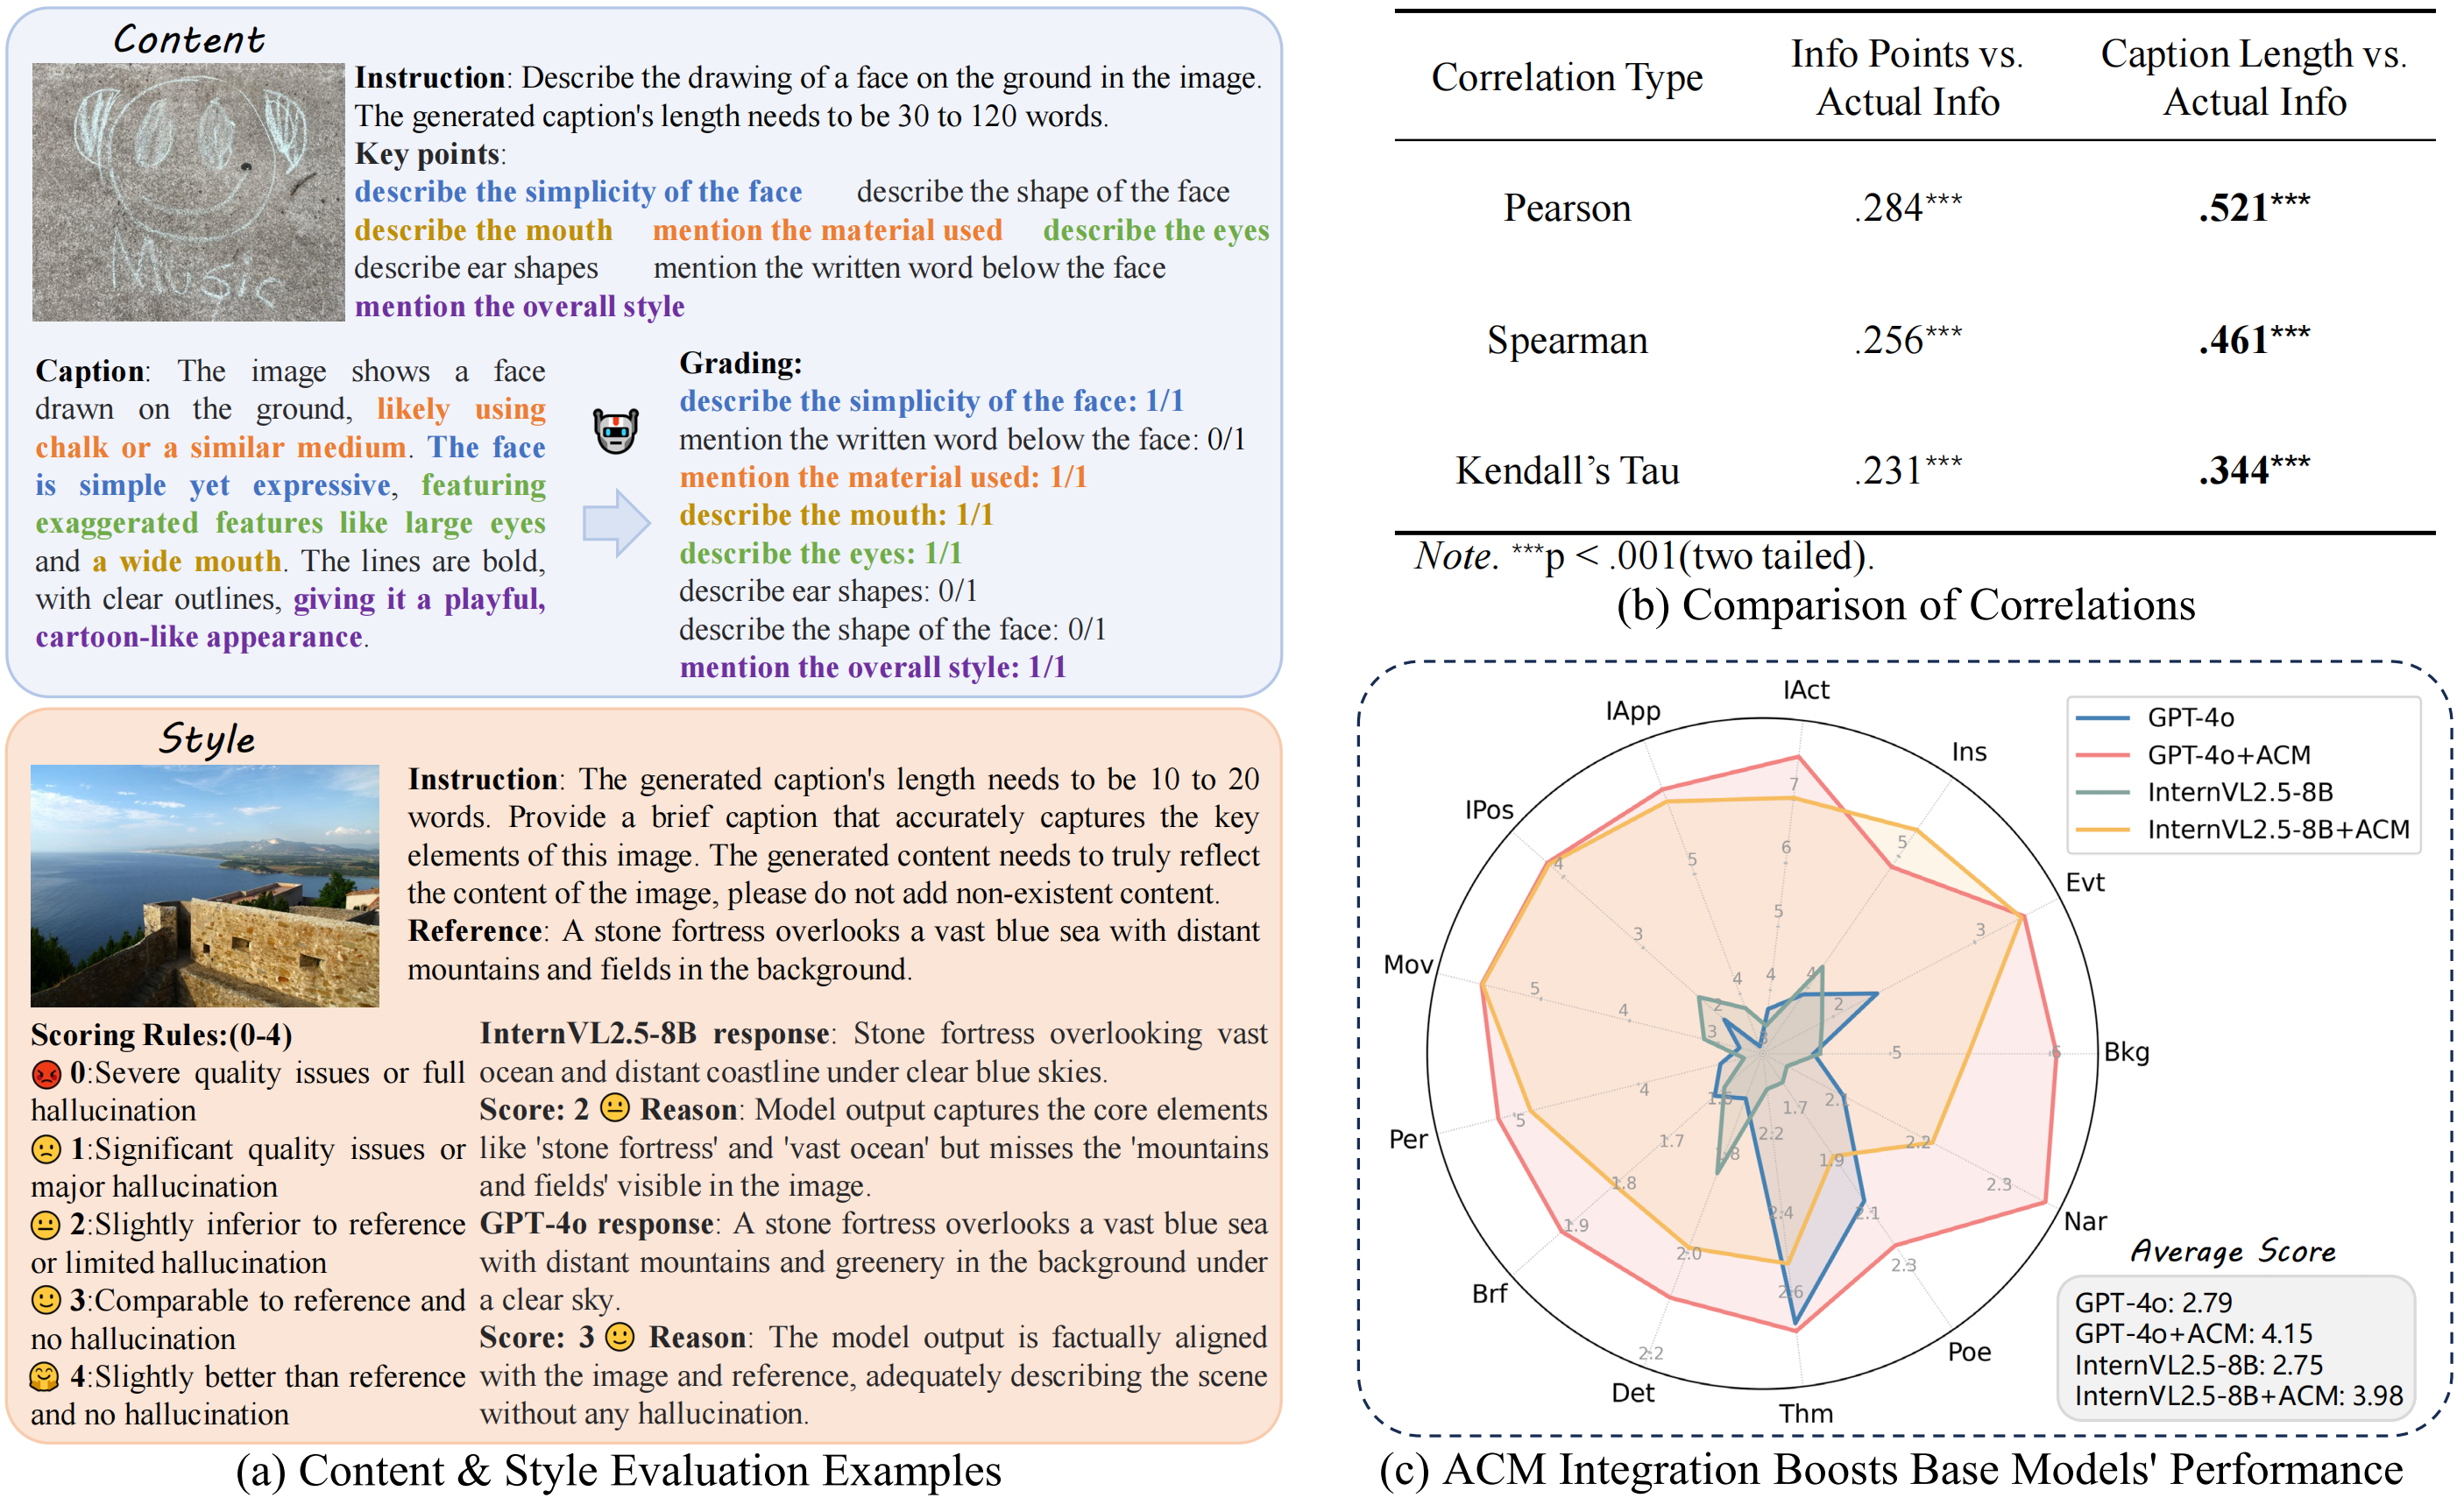 Content
Music
Instruction: Describe the drawing of a face on the ground in the image.
The generated caption's length needs to be 30 to 120 words.
Key points:
describe the simplicity of the face describe the shape of the face
describe the mouth mention the material used describe the eyes
describe ear shapes mention the written word below the face
mention the overall style
Caption: The image shows a face
drawn on the ground, likely using
chalk or a similar medium. The face
is simple yet expressive, featuring
exaggerated features like large eyes
and a wide mouth. The lines are bold,
with clear outlines, giving it a playful,
cartoon-like appearance.
Grading:
describe the simplicity of the face: 1/1
mention the written word below the face: 0/1
mention the material used: 1/1
describe the mouth: 1/1
describe the eyes: 1/1
describe ear shapes: 0/1
describe the shape of the face: 0/1
mention the overall style: 1/1
Style
Instruction: The generated caption's length needs to be 10 to 20
words. Provide a brief caption that accurately captures the key
elements of this image. The generated content needs to truly reflect
the content of the image, please do not add non-existent content.
Reference: A stone fortress overlooks a vast blue sea with distant
mountains and fields in the background.
Scoring Rules:(0-4)
0:Severe quality issues or full
hallucination
1:Significant quality issues or
major hallucination
2:Slightly inferior to reference
or limited hallucination
3:Comparable to reference and
no hallucination
4:Slightly better than reference
and no hallucination
InternVL2.5-8B response: Stone fortress overlooking vast
ocean and distant coastline under clear blue skies.
Score: 2 Reason: Model output captures the core elements
like 'stone fortress' and 'vast ocean' but misses the 'mountains
and fields' visible in the image.
GPT-4o response: A stone fortress overlooks a vast blue sea
with distant mountains and greenery in the background under
a clear sky.
Score: 3 Reason: The model output is factually aligned
with the image and reference, adequately describing the scene
without any hallucination.
(a) Content & Style Evaluation Examples
Correlation Type Info Points vs. Actual Info Caption Length vs. Actual Info
Pearson .284*** .521***
Spearman .256*** .461***
Kendall's Tau .231*** .344***
Note. ***p < .001(two tailed).
(b) Comparison of Correlations
GPT-4o
GPT-4o+ACM
InternVL2.5-8B
InternVL2.5-8B+ACM
IAct
4
5
6
7
Ins
4
5
Evt
2
3
Bkg
5
6
Nar
2.1
2.2
2.3
Poe
1.7
1.9
2.1
2.3
Thm
2.2
2.4
2.6
Det
1.8
2.0
2.2
Brf
1.6
1.7
1.8
1.9
Per
4
5
Mov
3
4
5
IPos
2
3
4
IApp
4
5
Average Score
GPT-4o: 2.79
GPT-4o+ACM: 4.15
InternVL2.5-8B: 2.75
InternVL2.5-8B+ACM: 3.98
(c) ACM Integration Boosts Base Models' Performance